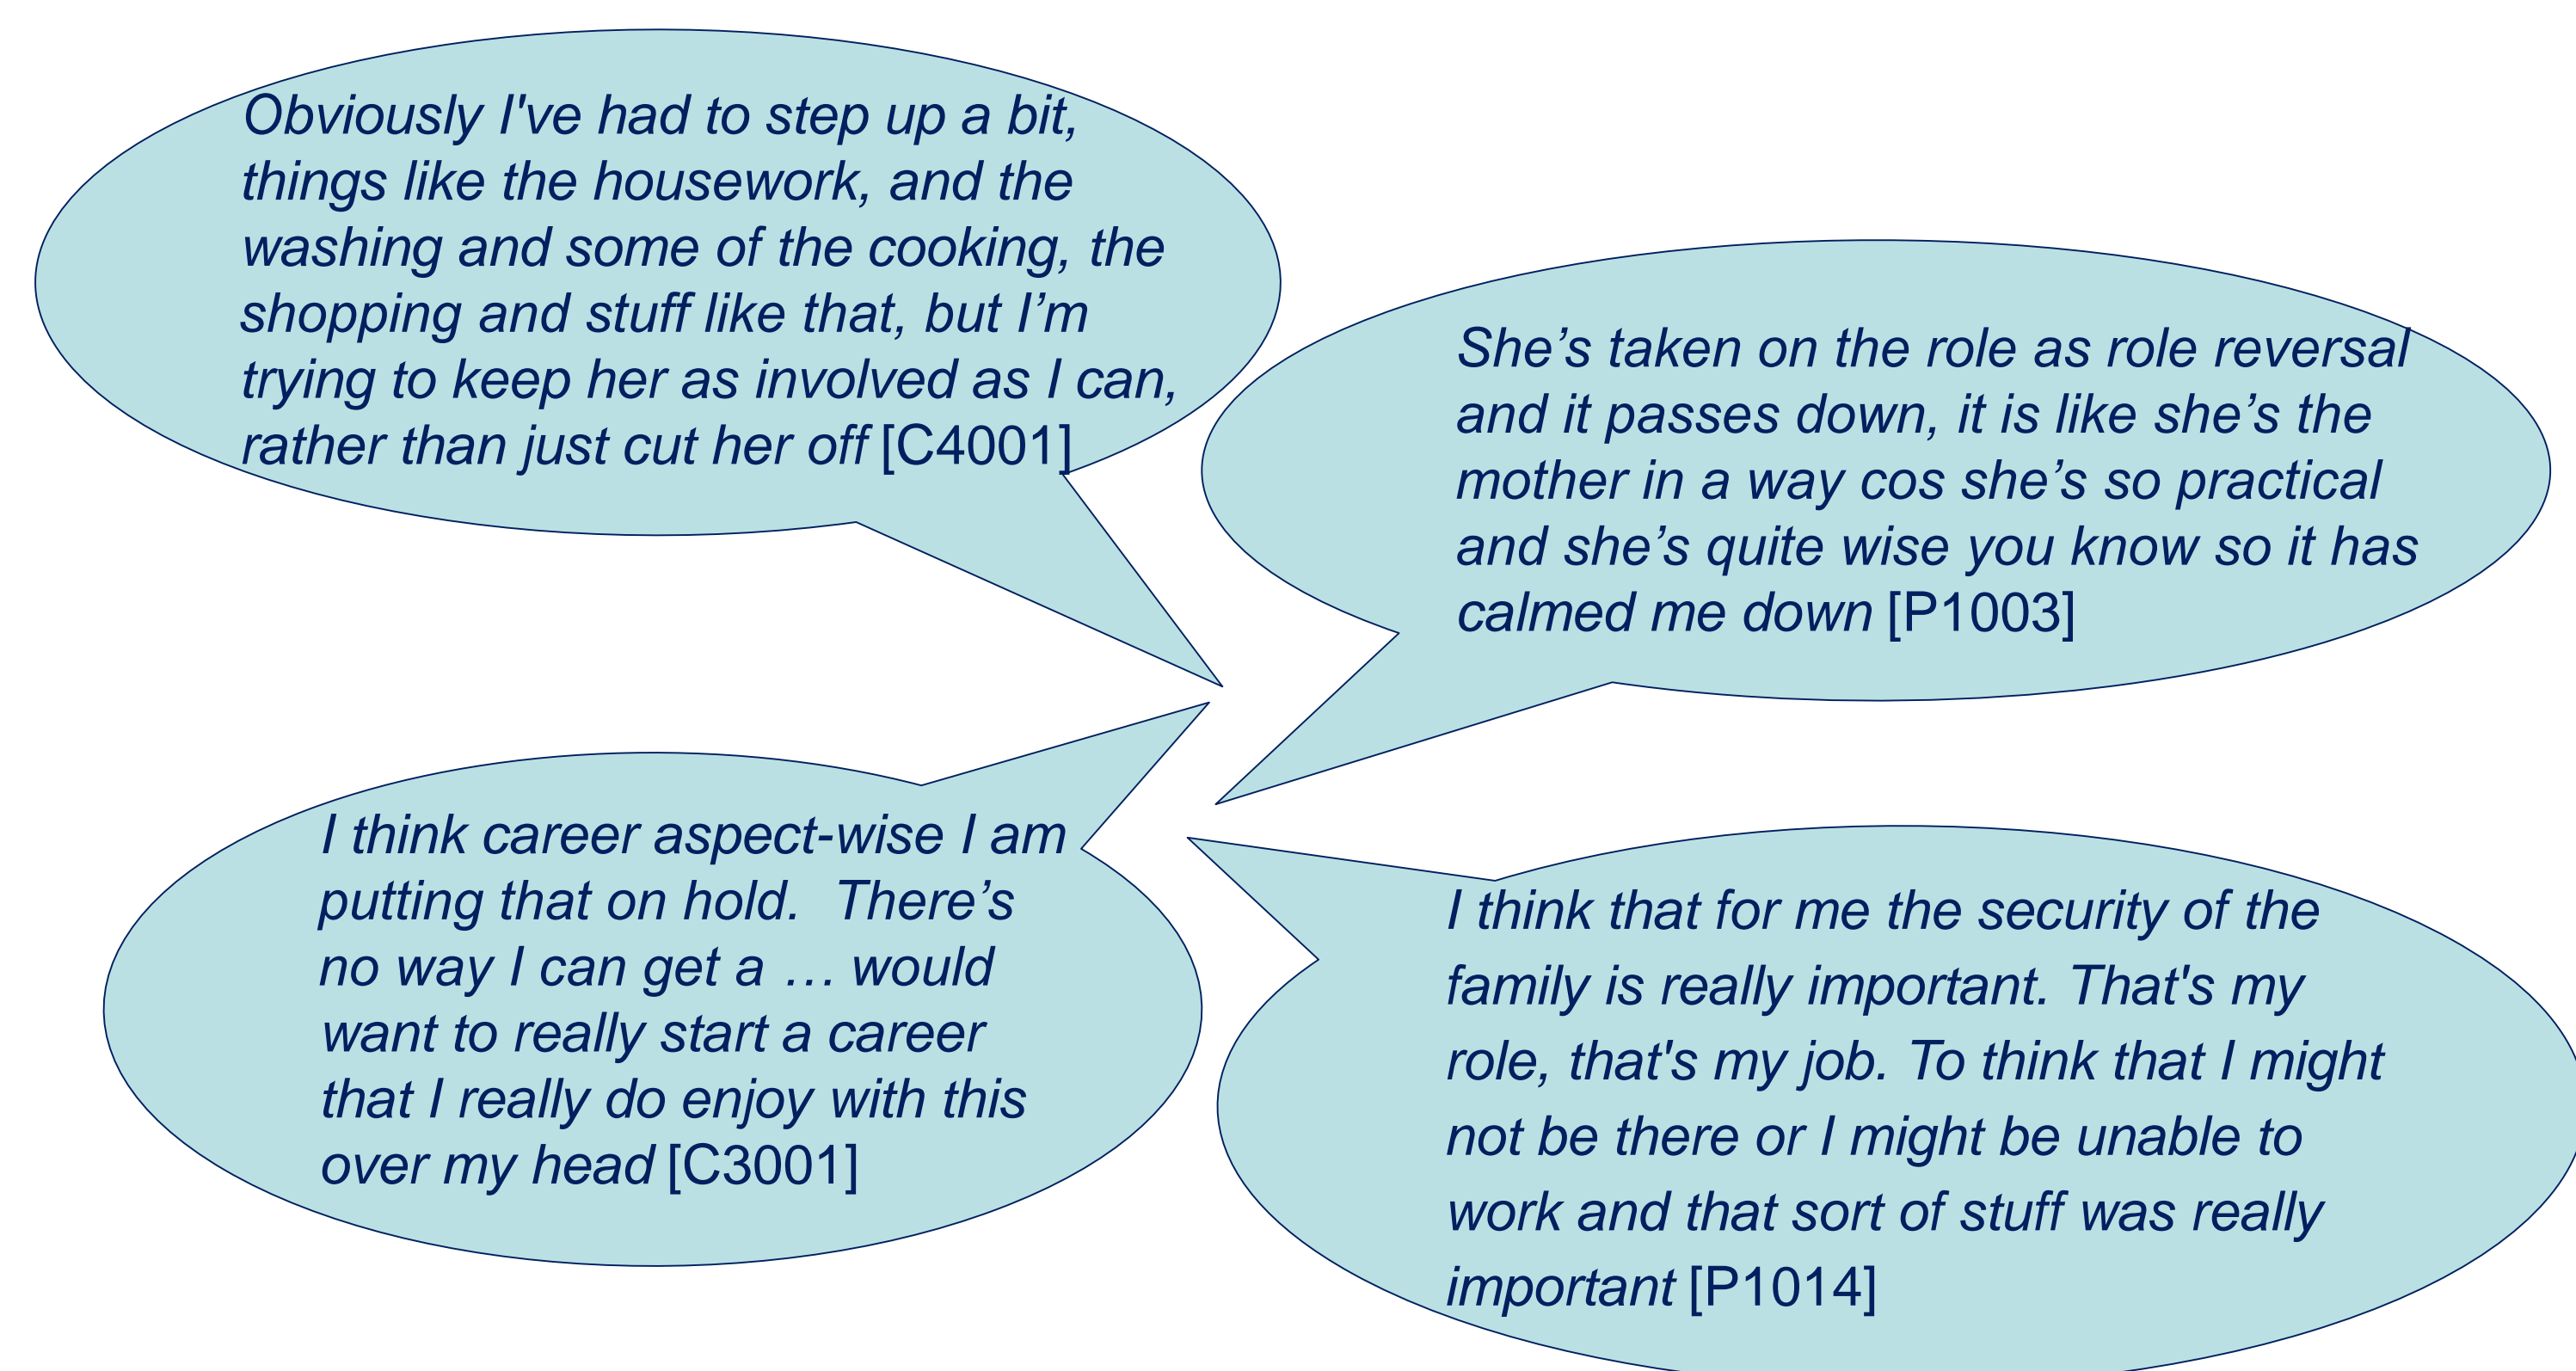 Obviously I've had to step up a bit,
things like the housework, and the
washing and some of the cooking, the
shopping and stuff like that, but I’m
trying to keep her as involved as I can,
rather than just cut her off [C4001]
She’s taken on the role as role reversal
and it passes down, it is like she’s the
mother in a way cos she’s so practical
and she’s quite wise you know so it has
calmed me down [P1003]
I think career aspect-wise I am
putting that on hold.  There’s
no way I can get a … would
want to really start a career
that I really do enjoy with this
over my head [C3001]
I think that for me the security of the
family is really important. That's my
role, that's my job. To think that I might
not be there or I might be unable to
work and that sort of stuff was really
important [P1014]